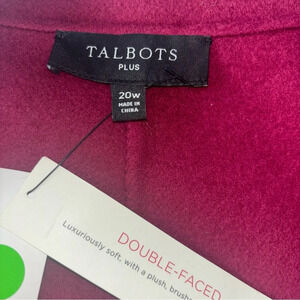 TALBOTS
PLUS
20W
MADE IN
CHINA
DOUBLE-FACED
Luxuriously soft, with a plush, brush